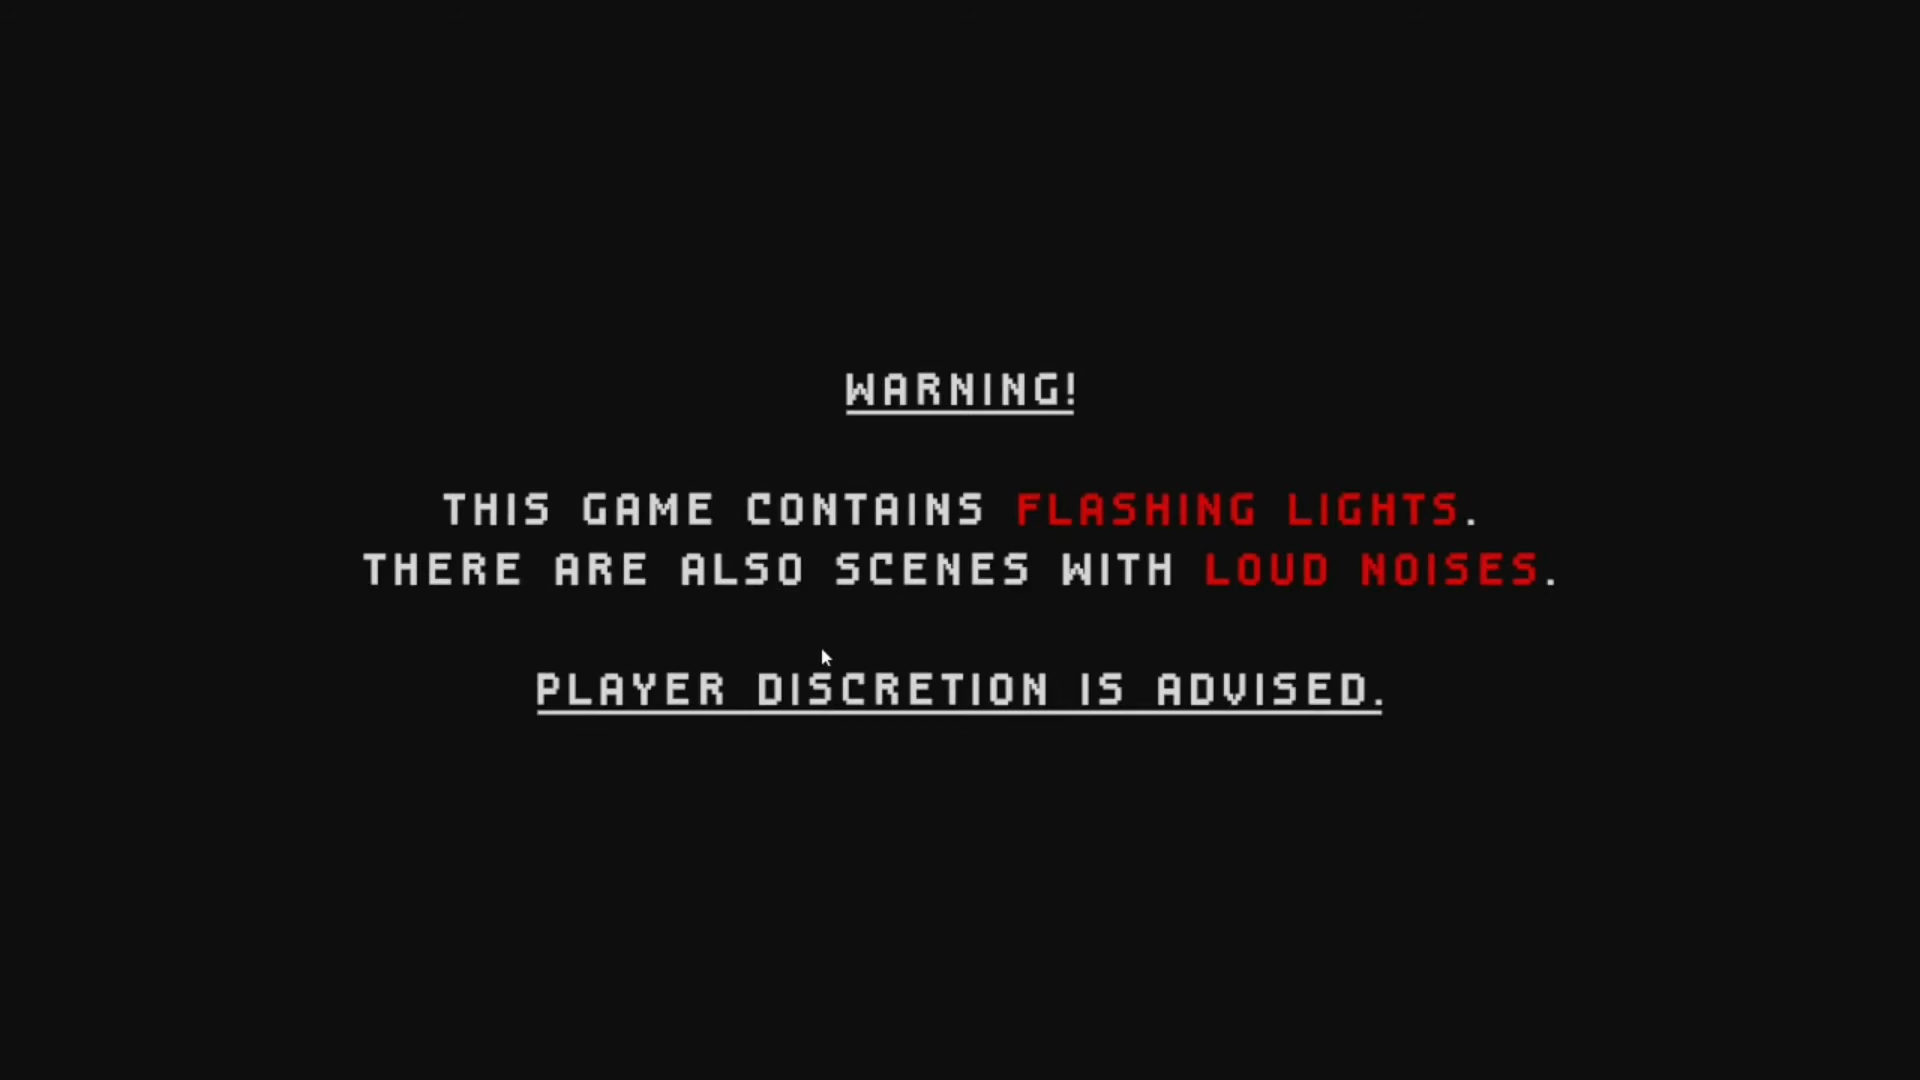 WARNING!
THIS GAME CONTAINS FLASHING LIGHTS.
THERE ARE ALSO SCENES WITH LOUD NOISES.
PLAYER DISCRETION IS ADVISED.